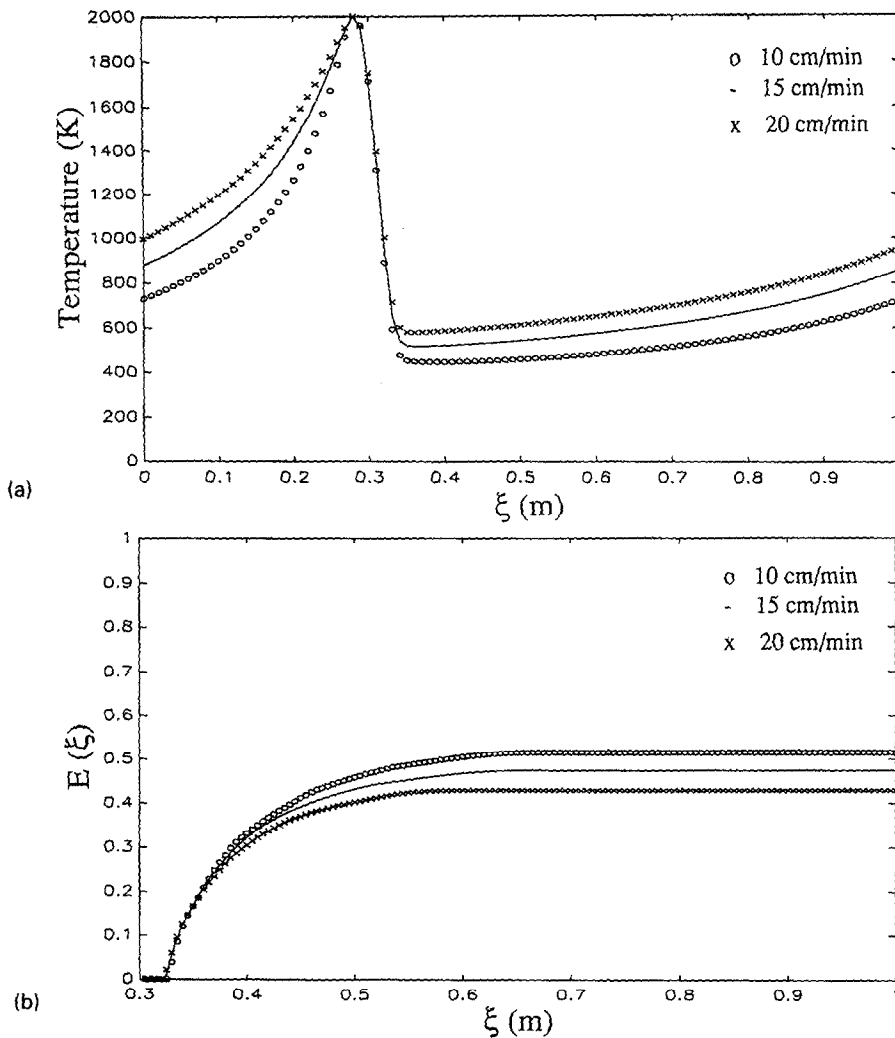 2000
1800
1600
1400
1200
1000
800
600
400
200
0
Temperature (K)
o 10 cm/min
- 15 cm/min
x 20 cm/min
0 0.1 0.2 0.3 0.4 0.5 0.6 0.7 0.8 0.9
ξ (m)
(a)
1
0.9
0.8
0.7
0.6
0.5
0.4
0.3
0.2
0.1
0
E (ξ)
o 10 cm/min
- 15 cm/min
x 20 cm/min
0.3 0.4 0.5 0.6 0.7 0.8 0.9
ξ (m)
(b)